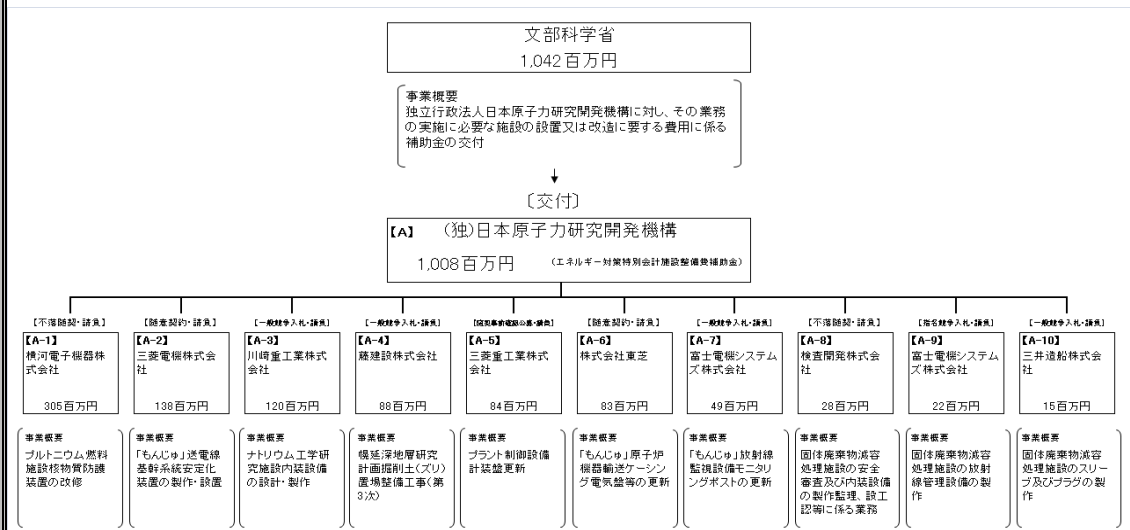 文部科学省
1,042百万円
事業概要
独立行政法人日本原子力研究開発機構に対し、その業務
の実施に必要な施設の設置又は改造に要する費用に係る
補助金の交付
〔交付〕
【A】 (独)日本原子力研究開発機構
1,008百万円 (エネルギー対策特別会計施設整備費補助金)
【不落随契・請負】
【A-1】
横河電子機器株
式会社
305百万円
事業概要
プルトニウム燃料
施設核物質防護
装置の改修
【随意契約・請負】
【A-2】
三菱電機株式会
社
138百万円
事業概要
「もんじゅ」送電線
基幹系統安定化
装置の製作・設置
【一般競争入札・請負】
【A-3】
川崎重工業株式
会社
120百万円
事業概要
ナトリウム工学研
究施設内装設備
の設計・製作
【一般競争入札・請負】
【A-4】
藤建設株式会社
88百万円
事業概要
幌延深地層研究
計画掘削土(ズリ)
置場整備工事(第
3次)
【A-5】
三菱重工業株式
会社
84百万円
事業概要
プラント制御設備
計装盤更新
【随意契約・請負】
【A-6】
株式会社東芝
83百万円
事業概要
「もんじゅ」原子炉
機器輸送ケーシン
グ電気盤等の更新
【一般競争入札・請負】
【A-7】
富士電機システム
ズ株式会社
49百万円
事業概要
「もんじゅ」放射線
監視設備モニタリ
ングポストの更新
【不落随契・請負】
【A-8】
検査開発株式会
社
28百万円
事業概要
固体廃棄物減容
処理施設の安全
審査及び内装設備
の製作監理、設工
認等に係る業務
【指名競争入札・請負】
【A-9】
富士電機システム
ズ株式会社
22百万円
事業概要
固体廃棄物減容
処理施設の放射
線管理設備の製
作
【一般競争入札・請負】
【A-10】
三井造船株式会
社
15百万円
事業概要
固体廃棄物減容
処理施設のスリー
ブ及びプラグの製
作